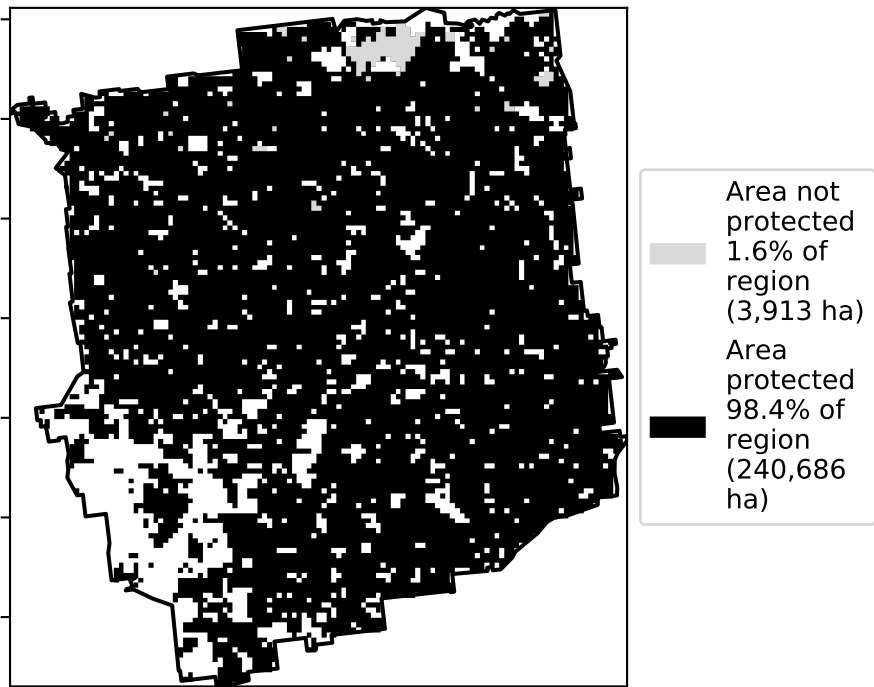 Area not
protected
1.6% of
region
(3,913 ha)
Area
protected
98.4% of
region
(240,686
ha)